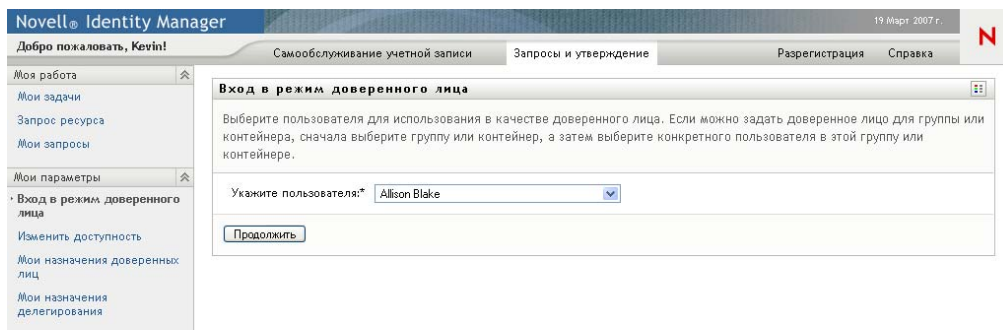 Novell® Identity Manager
19 Март 2007 г.
Добро пожаловать, Kevin!
Самообслуживание учетной записи
Запросы и утверждение
Разрегистрация
Справка
N
Моя работа
Мои задачи
Запрос ресурса
Мои запросы
Мои параметры
Вход в режим доверенного
лица
Изменить доступность
Мои назначения доверенных
лиц
Мои назначения
делегирования
Вход в режим доверенного лица
Выберите пользователя для использования в качестве доверенного лица. Если можно задать доверенное лицо для группы или
контейнера, сначала выберите группу или контейнер, а затем выберите конкретного пользователя в этой группу или
контейнере.
Укажите пользователя:* Allison Blake
Продолжить